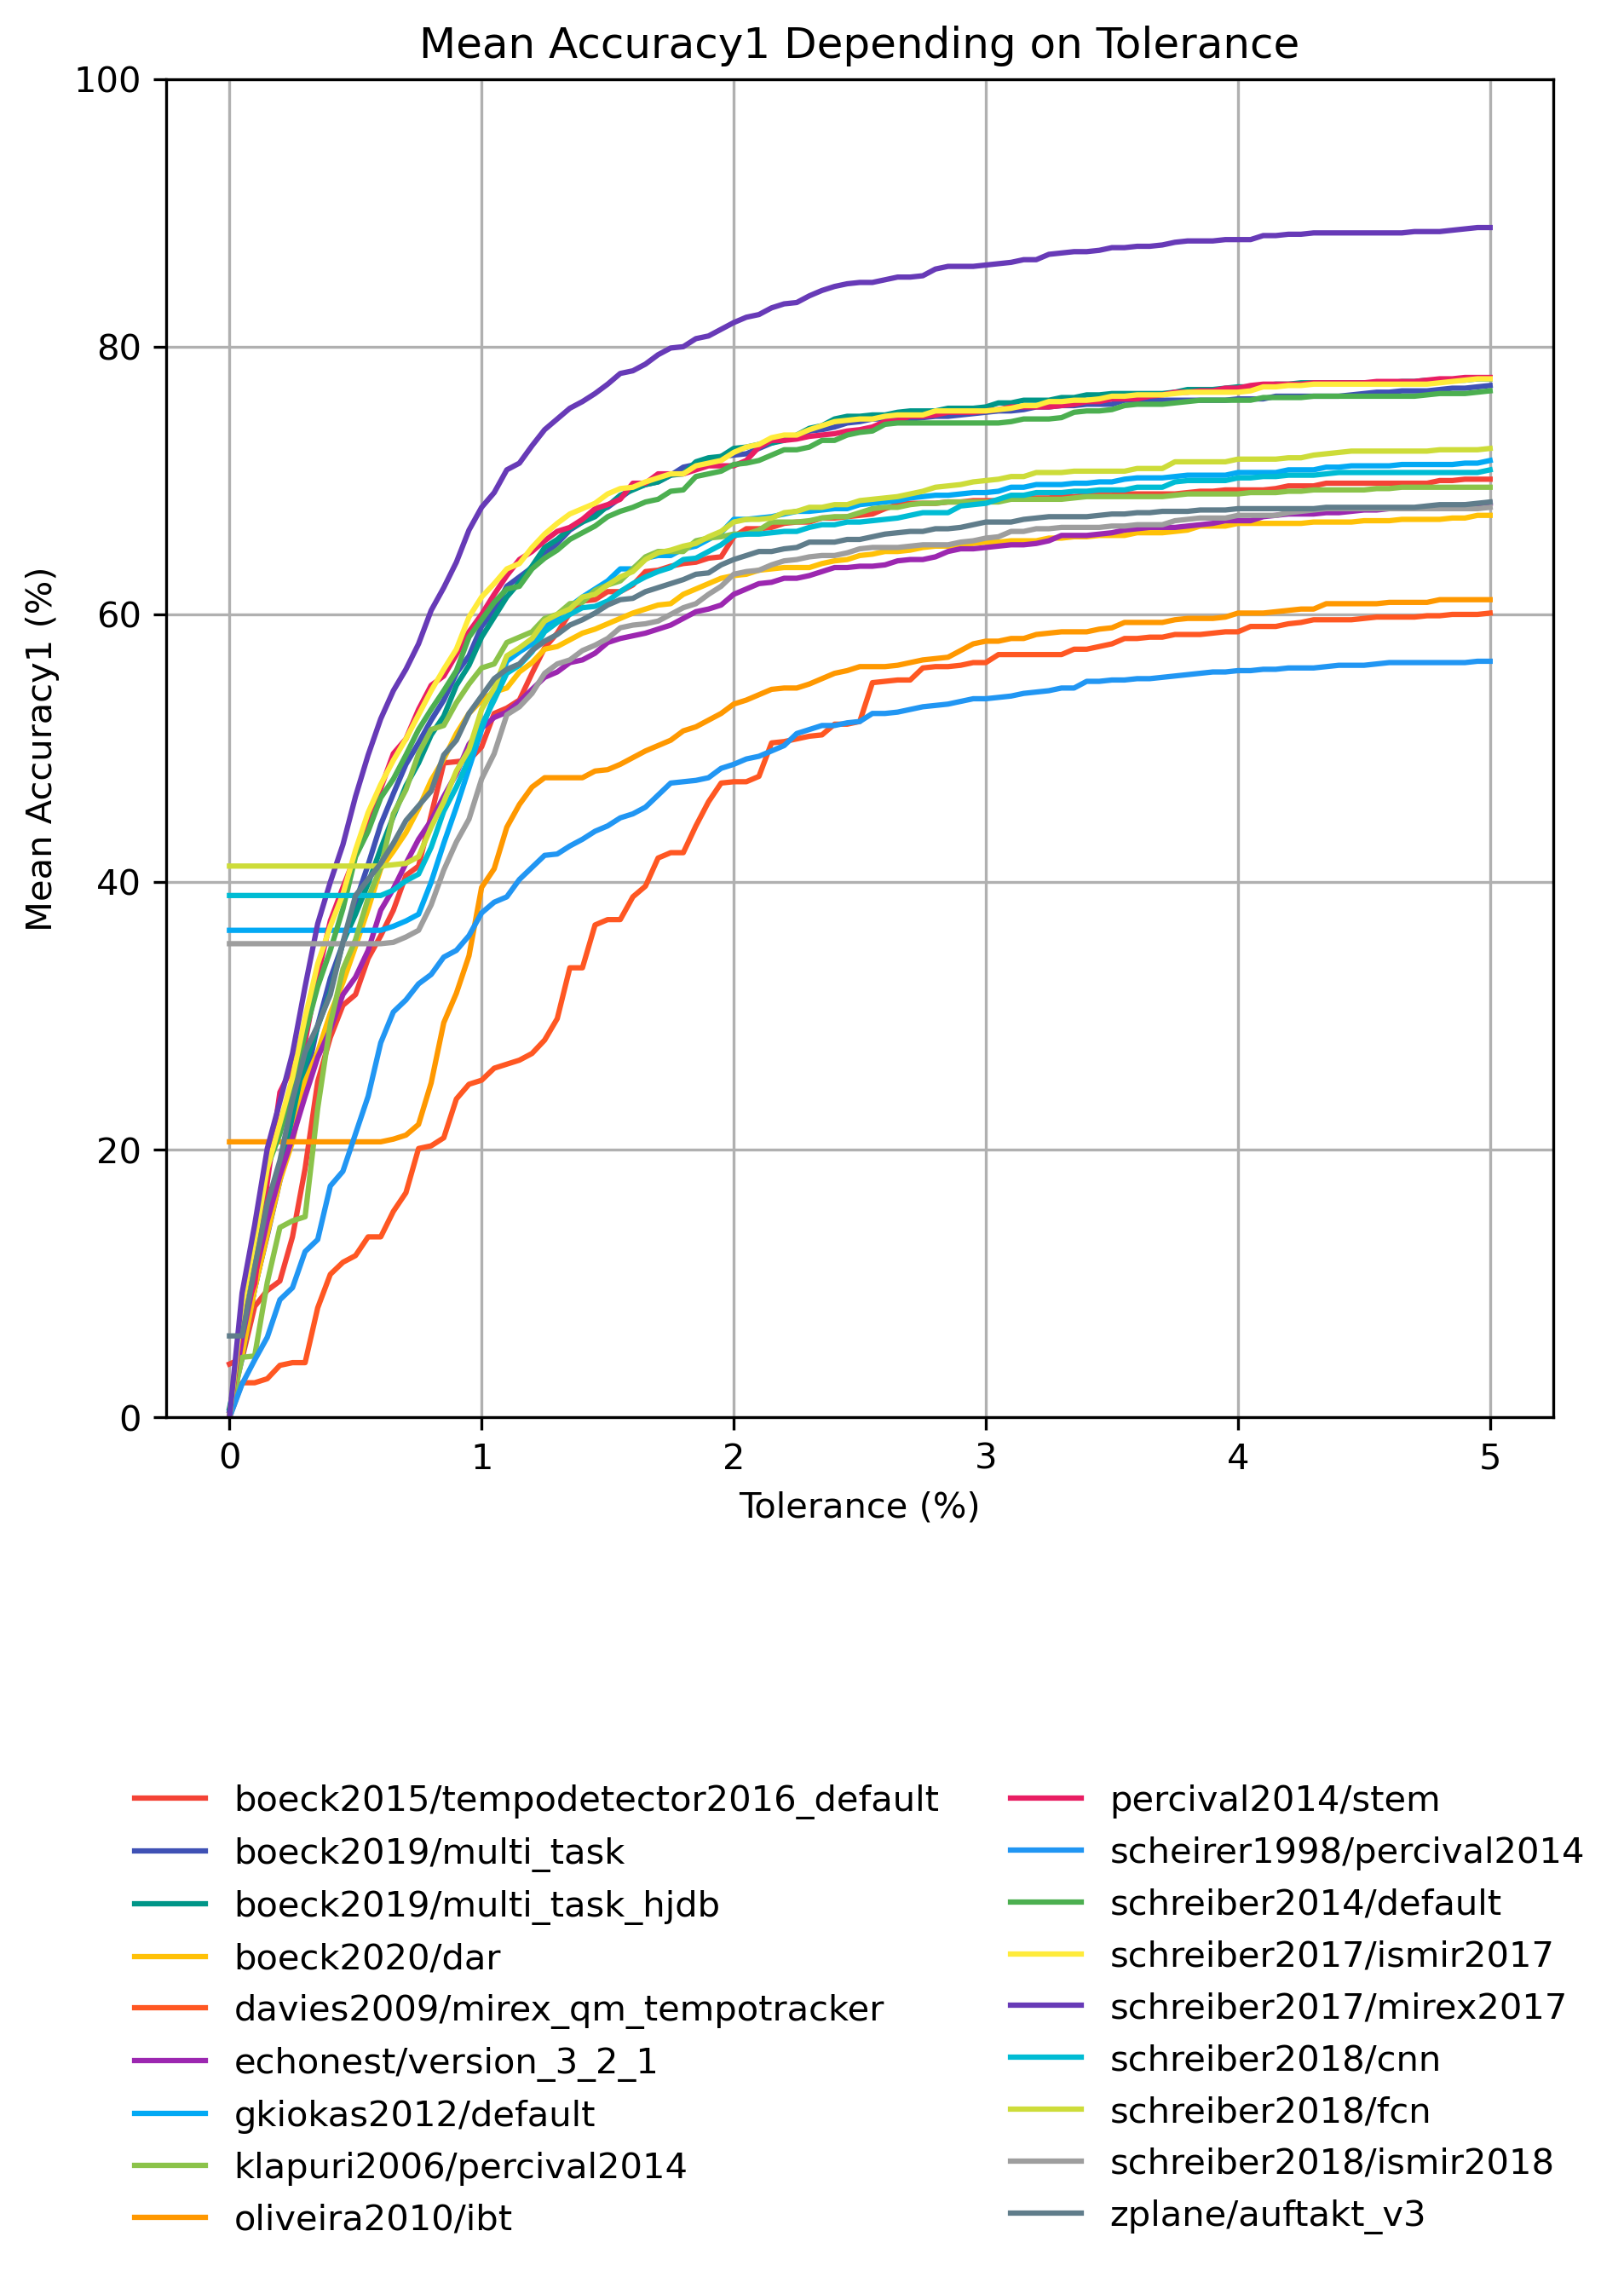 Mean Accuracy1 Depending on Tolerance
100
80
60
40
20
0
Mean Accuracy1 (%)
0 1 2 3 4 5
Tolerance (%)
boeck2015/tempodetector2016_default
boeck2019/multi_task
boeck2019/multi_task_hjdb
boeck2020/dar
davies2009/mirex_qm_tempotracker
echonest/version_3_2_1
gkiokas2012/default
klapuri2006/percival2014
oliveira2010/ibt
percival2014/stem
scheirer1998/percival2014
schreiber2014/default
schreiber2017/ismir2017
schreiber2017/mirex2017
schreiber2018/cnn
schreiber2018/fcn
schreiber2018/ismir2018
zplane/auftakt_v3